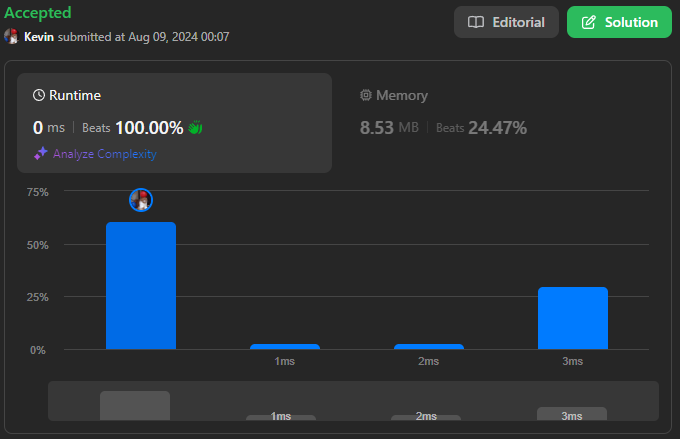 Accepted
Editorial
Solution
Kevin submitted at Aug 09, 2024 00:07
Runtime
Memory
0 ms Beats 100.00%
8.53 MB Beats 24.47%
Analyze Complexity
75%
50%
25%
0%
1ms 2ms 3ms
1ms 2ms 3ms